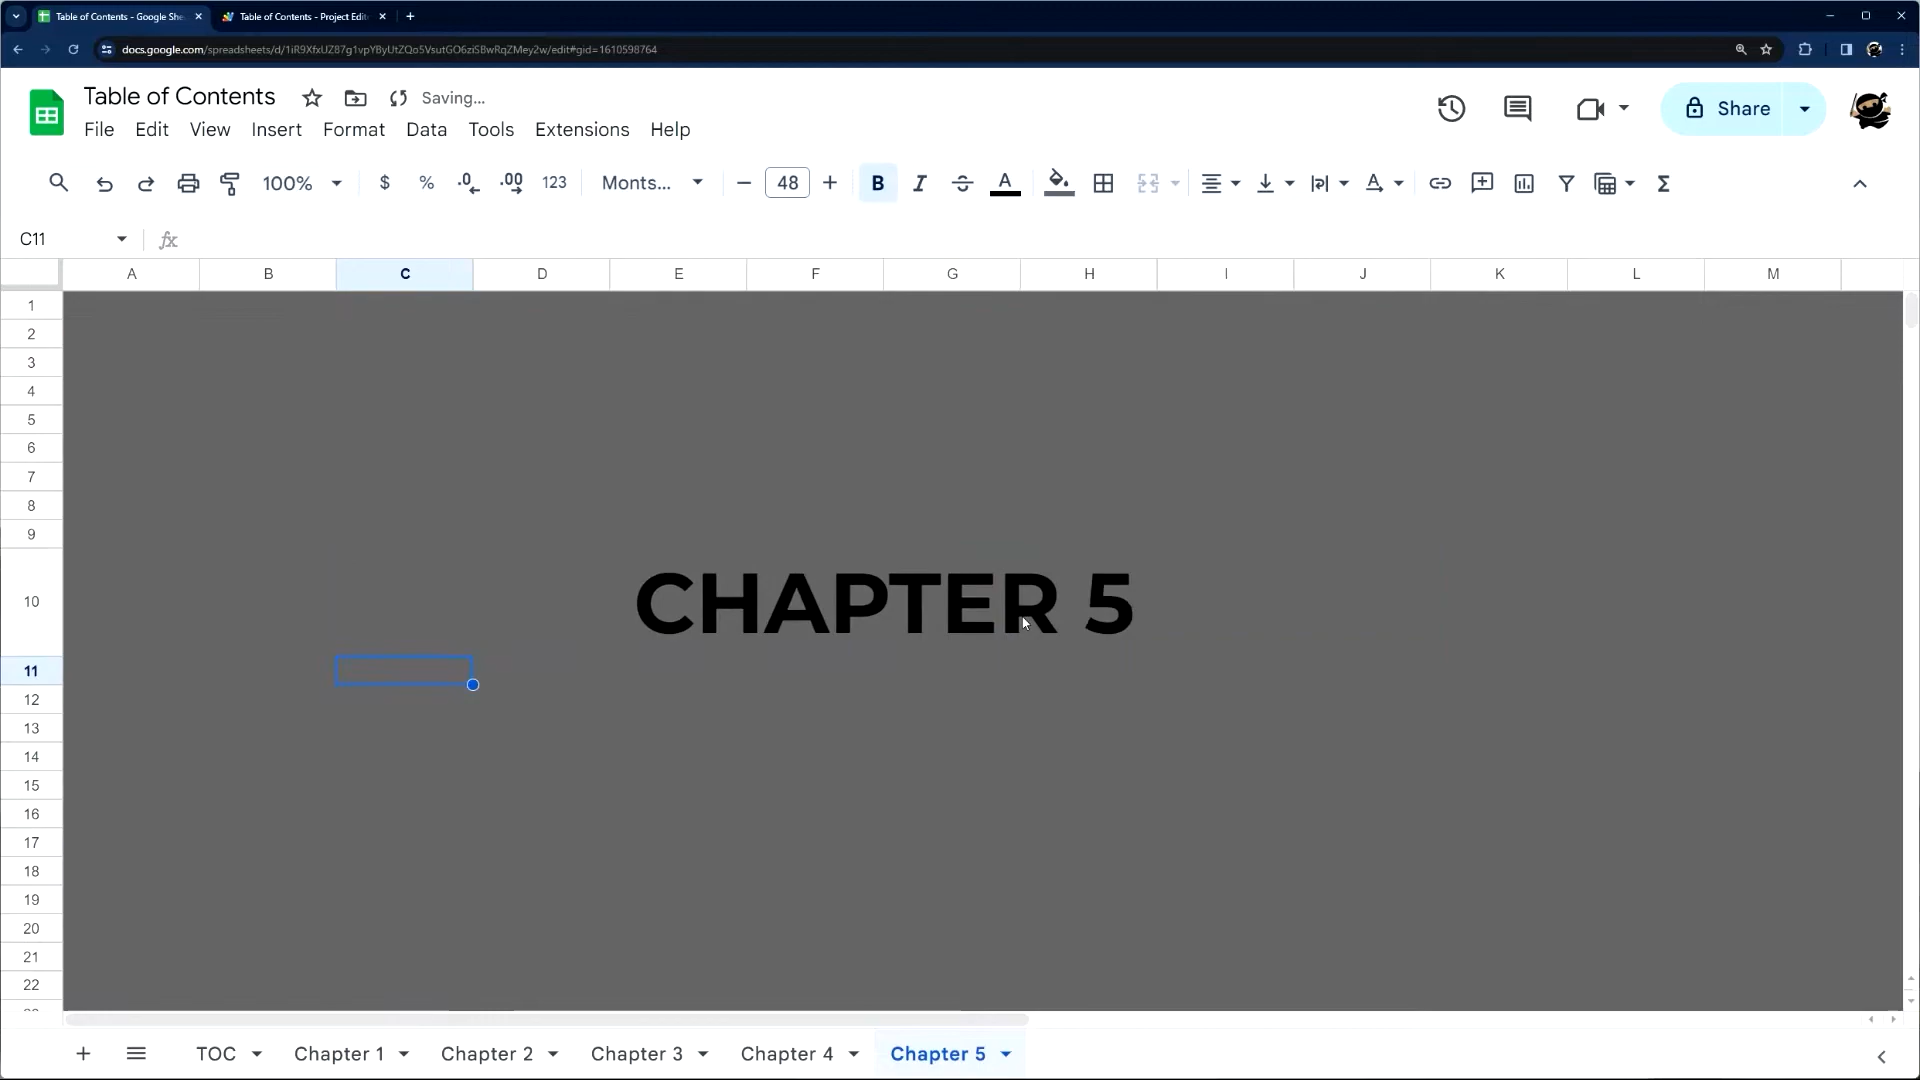 Table of Contents - Google She
Table of Contents - Project Edit
docs.google.com/spreadsheets/d/1iR9XfxUZ87g1vpYByUtZQo5VsutGO6ziSBwRqZMey2w/edit#gid=1610598764
Table of Contents
Saving...
File Edit View Insert Format Data Tools Extensions Help
Share
100% $ % .0 .00 123 Monts... 48 B I A
C11
fx
A B C D E F G H I J K L M
1
2
3
4
5
6
7
8
9
10
CHAPTER 5
11
12
13
14
15
16
17
18
19
20
21
22
TOC Chapter 1 Chapter 2 Chapter 3 Chapter 4 Chapter 5